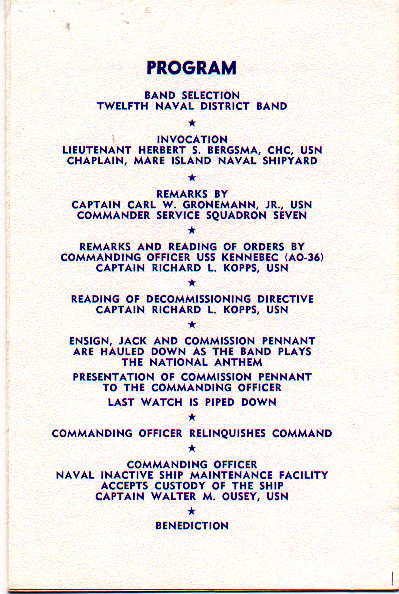 PROGRAM
BAND SELECTION
TWELFTH NAVAL DISTRICT BAND
★
INVOCATION
LIEUTENANT HERBERT S. BERGSMA, CHC, USN
CHAPLAIN, MARE ISLAND NAVAL SHIPYARD
★
REMARKS BY
CAPTAIN CARL W. GRONEMANN, JR., USN
COMMANDER SERVICE SQUADRON SEVEN
★
REMARKS AND READING OF ORDERS BY
COMMANDING OFFICER USS KENNEBEC (AO-36)
CAPTAIN RICHARD L. KOPPS, USN
★
READING OF DECOMMISSIONING DIRECTIVE
CAPTAIN RICHARD L. KOPPS, USN
★
ENSIGN, JACK AND COMMISSION PENNANT
ARE HAULED DOWN AS THE BAND PLAYS
THE NATIONAL ANTHEM
PRESENTATION OF COMMISSION PENNANT
TO THE COMMANDING OFFICER
LAST WATCH IS PIPED DOWN
★
COMMANDING OFFICER RELINQUISHES COMMAND
★
COMMANDING OFFICER
NAVAL INACTIVE SHIP MAINTENANCE FACILITY
ACCEPTS CUSTODY OF THE SHIP
CAPTAIN WALTER M. OUSEY, USN
★
BENEDICTION